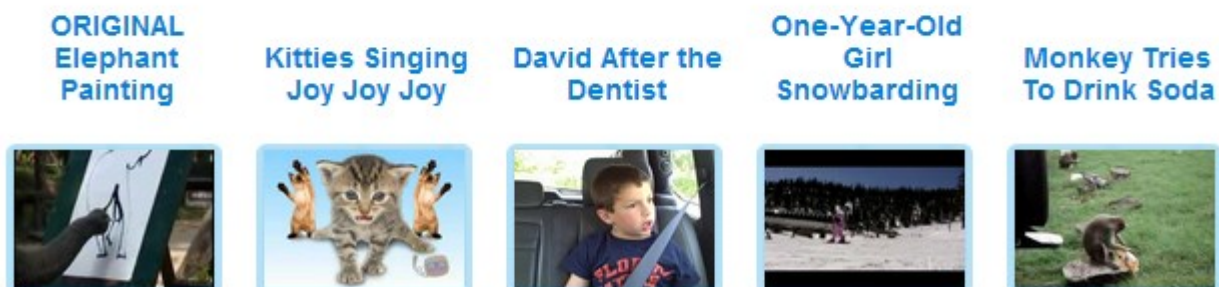 ORIGINAL
Elephant
Painting
Kitties Singing
Joy Joy Joy
David After the
Dentist
One-Year-Old
Girl
Snowbarding
Monkey Tries
To Drink Soda